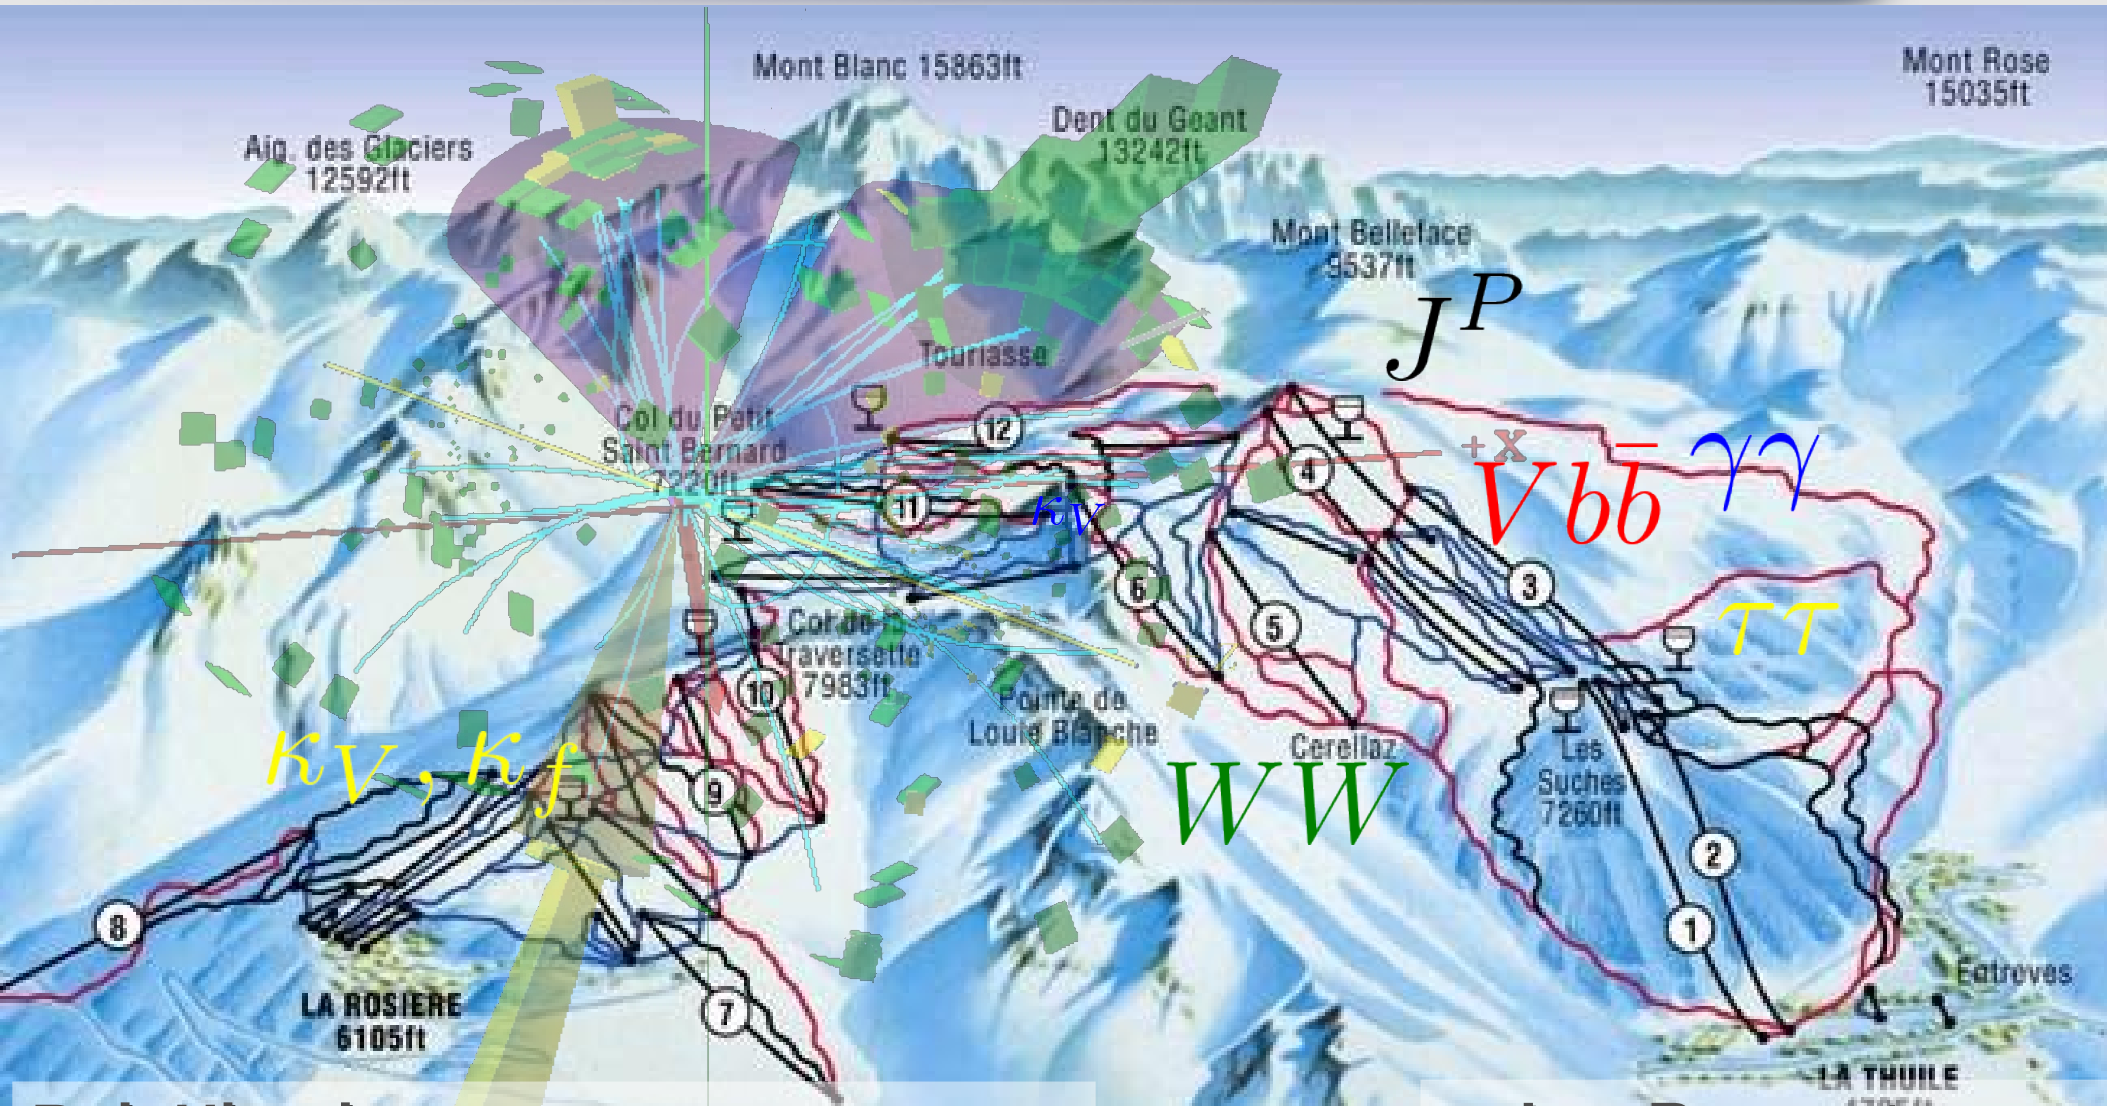 Mont Blanc 15863ft
Mont Rose
15035ft
Dent du Geant
13242ft
Aig. des Glaciers
12592ft
Mont Belleface
9537ft
J^P
Touriasse
Col du Petit
Saint Bernard
12
4
+X
V b b̄
γγ
11
κ_V
6
3
5
ττ
Col de la
Traversette
7983ft
10
Pointe de
Louie Blanche
κ_V, κ_f
Cerellaz
WW
Les
Suches
7260ft
9
2
8
1
7
Eatroves
LA ROSIERE
6105ft
LA THUILE